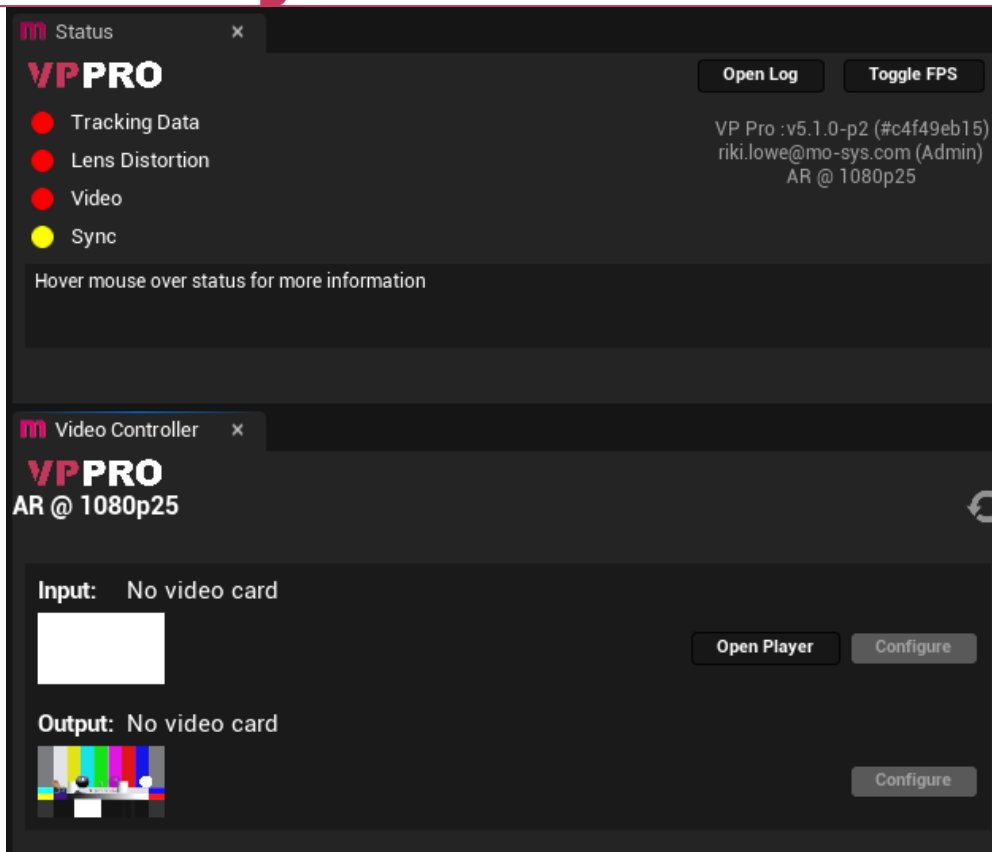 Status
VPPRO
Open Log
Toggle FPS
Tracking Data
Lens Distortion
Video
Sync
VP Pro :v5.1.0-p2 (#c4f49eb15)
riki.lowe@mo-sys.com (Admin)
AR @ 1080p25
Hover mouse over status for more information
Video Controller
VPPRO
AR @ 1080p25
Input: No video card
Open Player
Configure
Output: No video card
Configure